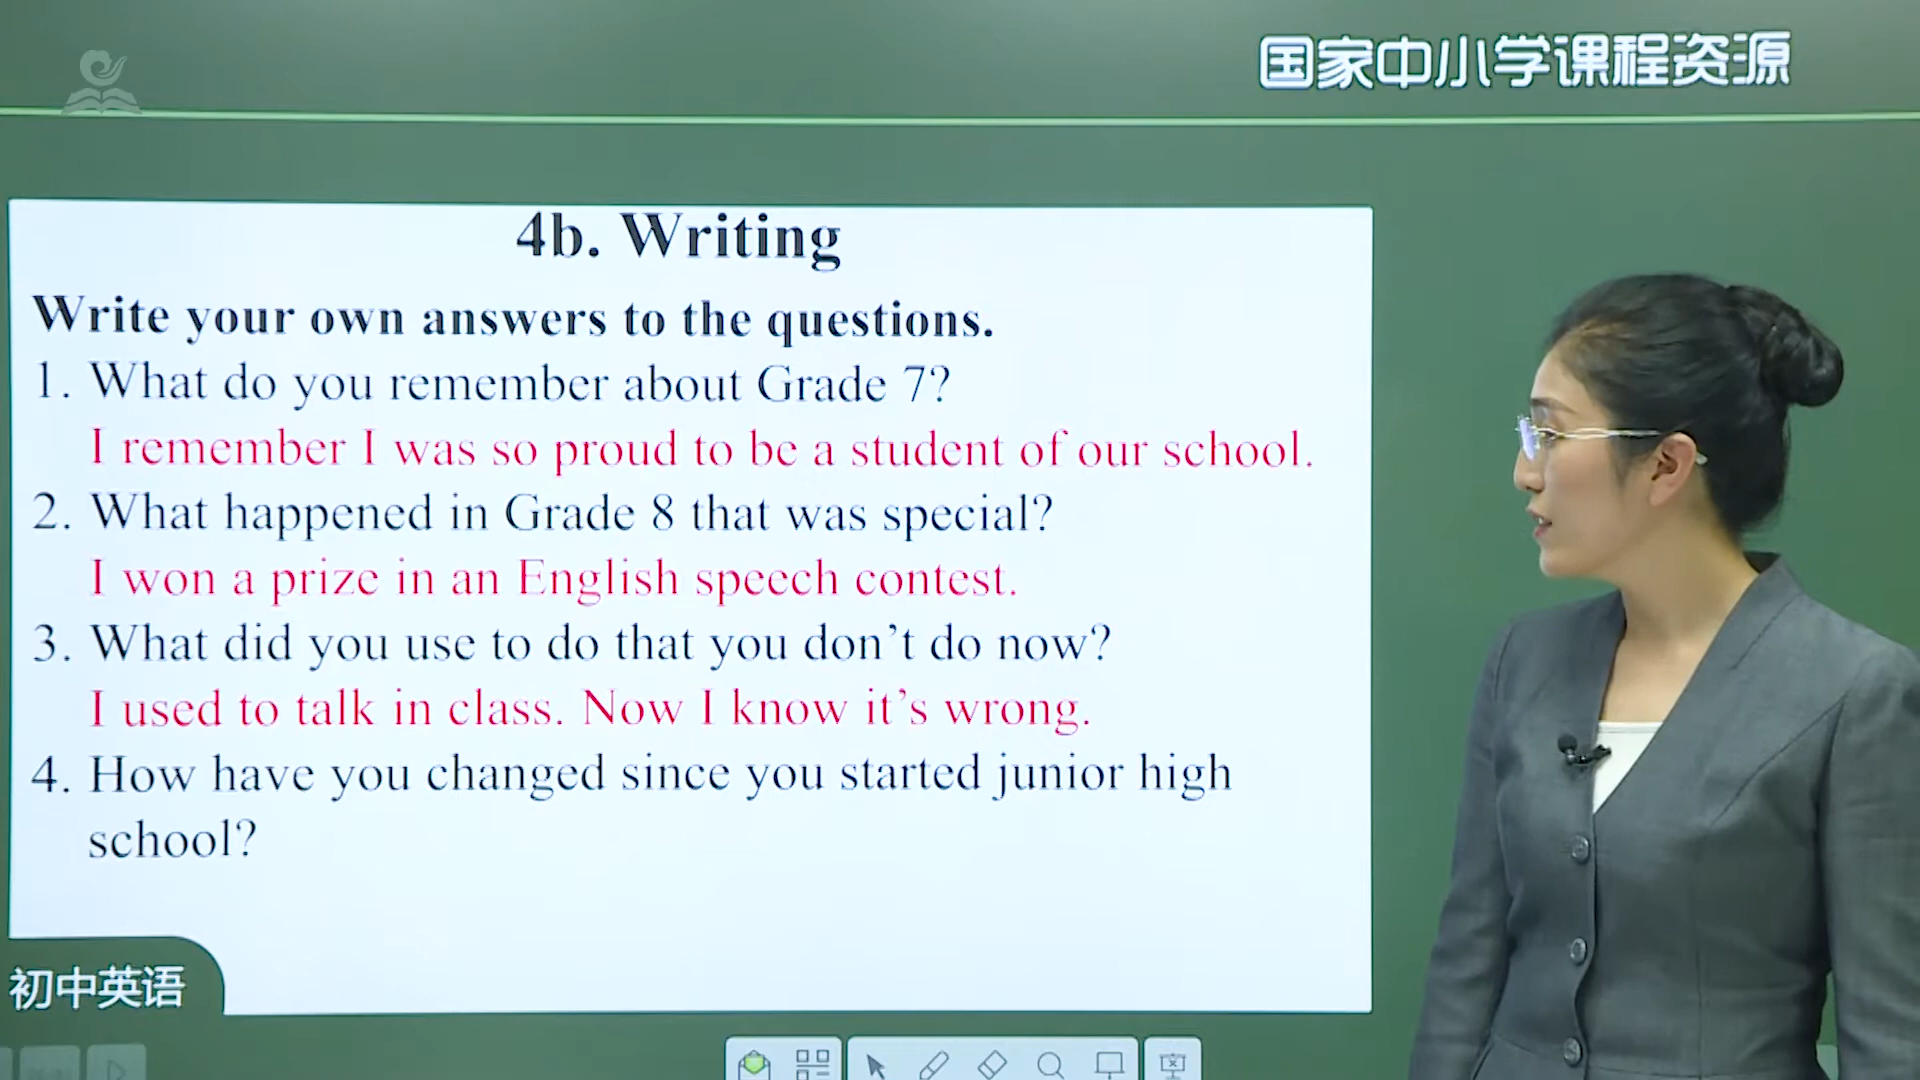 国家中小学课程资源
4b. Writing
Write your own answers to the questions.
1. What do you remember about Grade 7?
I remember I was so proud to be a student of our school.
2. What happened in Grade 8 that was special?
I won a prize in an English speech contest.
3. What did you use to do that you don’t do now?
I used to talk in class. Now I know it’s wrong.
4. How have you changed since you started junior high
school?
初中英语